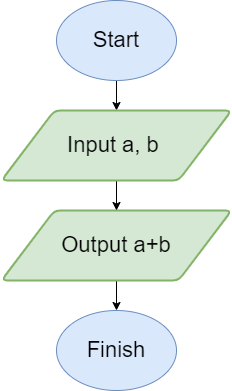 Start
Input a, b
Output a+b
Finish